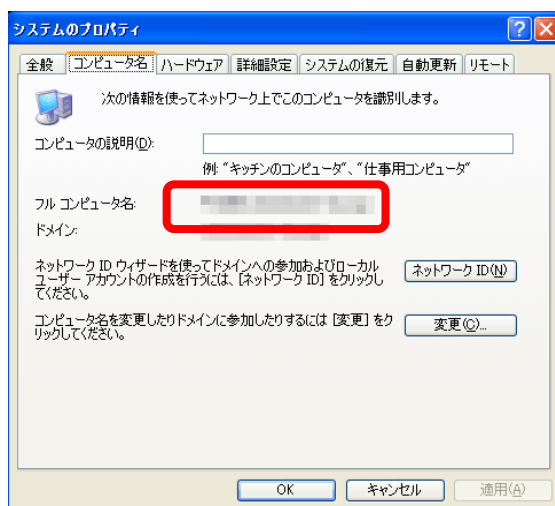 システムのプロパティ
全般 コンピュータ名 ハードウェア 詳細設定 システムの復元 自動更新 リモート
次の情報を使ってネットワーク上でこのコンピュータを識別します。
コンピュータの説明(D):
例: "キッチンのコンピュータ"、"仕事用コンピュータ"
フル コンピュータ名:
ドメイン:
ネットワーク ID ウィザードを使ってドメインへの参加およびローカル
ユーザー アカウントの作成を行うには、[ネットワーク ID] をクリックし
てください。
ネットワーク ID(N)
コンピュータ名を変更したりドメインに参加したりするには [変更] をク
リックしてください。
変更(C)...
OK キャンセル 適用(A)